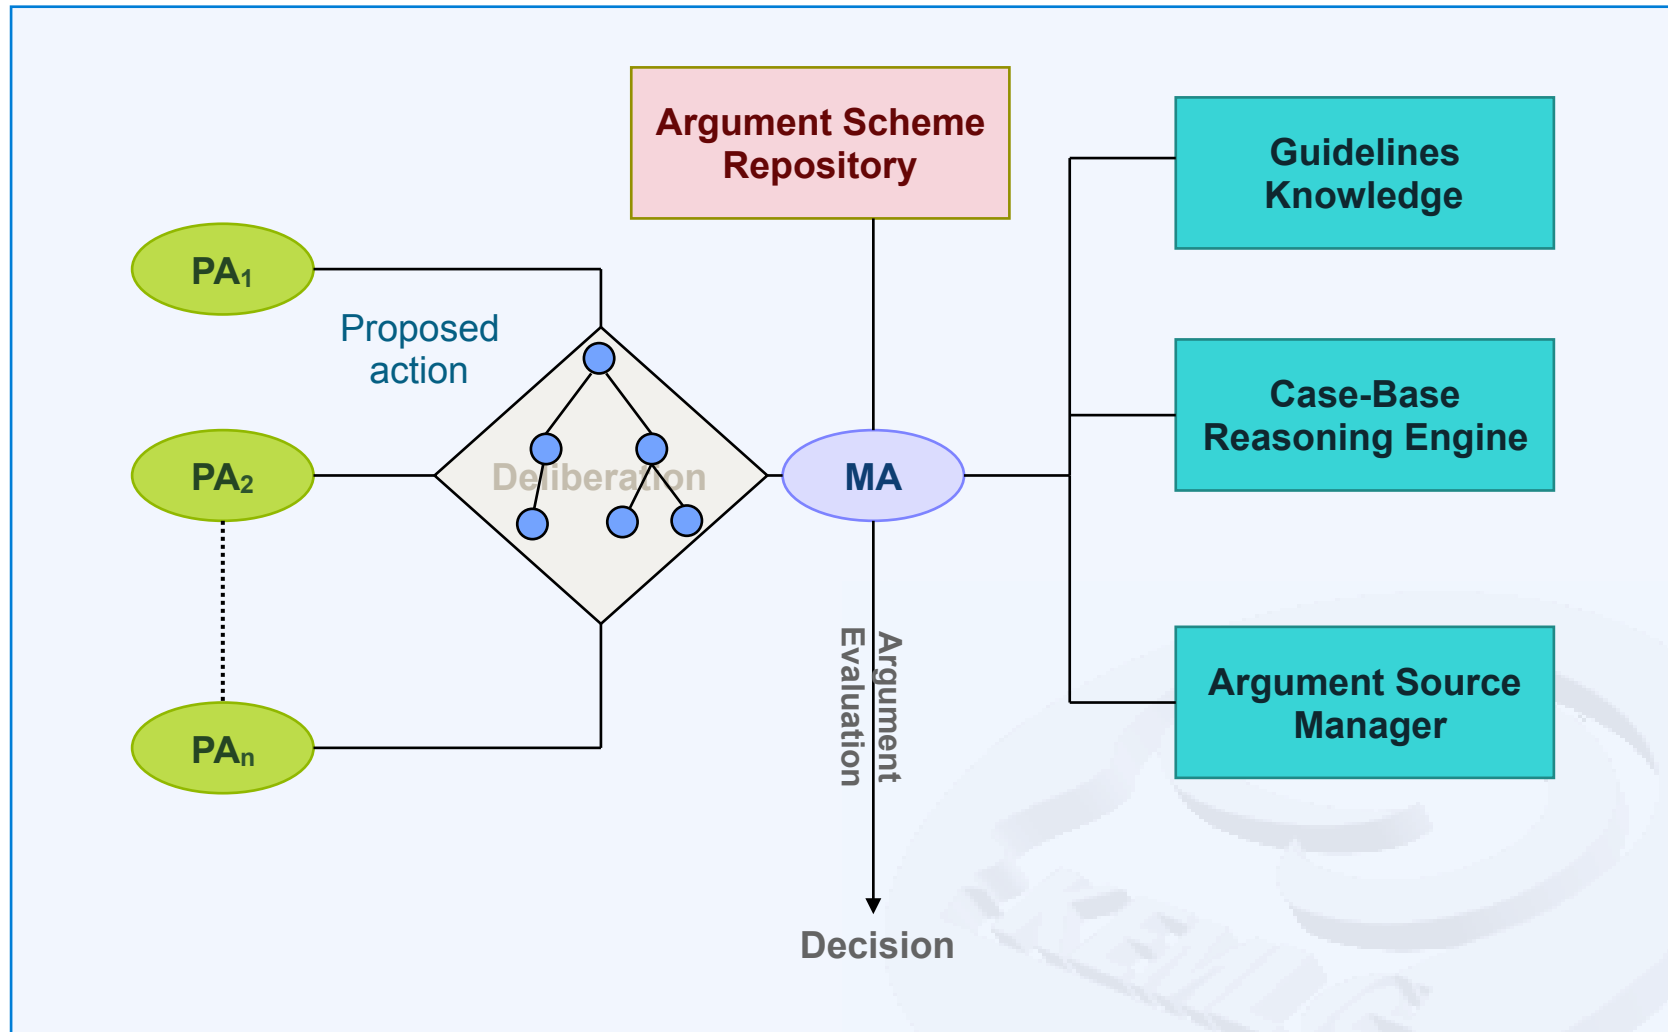 Argument Scheme
Repository
Guidelines
Knowledge
PA₁
Proposed
action
Case-Base
Reasoning Engine
PA₂
Deliberation
MA
Argument
Evaluation
Argument Source
Manager
PAₙ
Decision
KEMLG